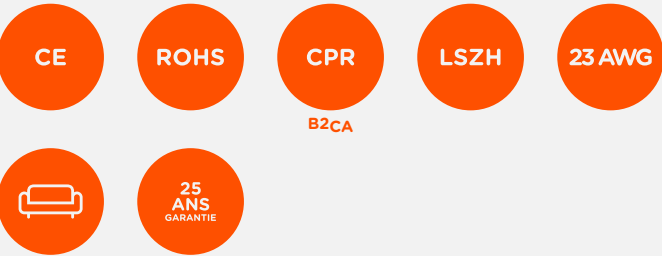 CE
ROHS
CPR
LSZH
23 AWG
B2CA
25
ANS
GARANTIE